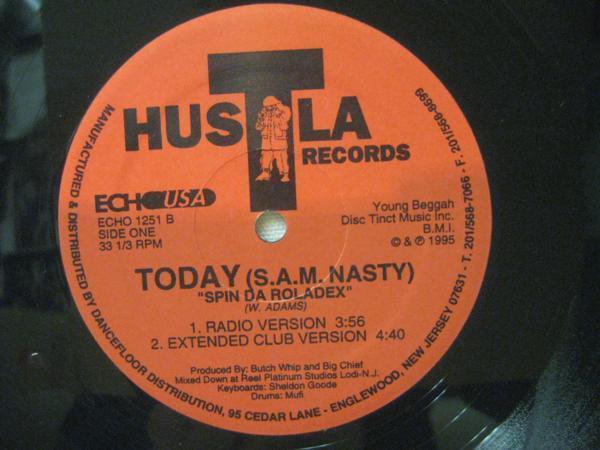 HUSTLA
RECORDS
ECHO USA
ECHO 1251 B
SIDE ONE
33 1/3 RPM
Young Beggah
Disc Tinct Music Inc.
B.M.I.
© & ℗ 1995
TODAY (S.A.M. NASTY)
"SPIN DA ROLADEX"
(W. ADAMS)
1. RADIO VERSION 3:56
2. EXTENDED CLUB VERSION 4:40
Produced By: Butch Whip and Big Chief
Mixed Down at Reel Platinum Studios Lodi-N.J.
Keyboards: Sheldon Goode
Drums: Mufi
MANUFACTURED & DISTRIBUTED BY DANCEFLOOR DISTRIBUTION, 95 CEDAR LANE - ENGLEWOOD, NEW JERSEY 07631 - T. 201/568-7066 - F. 201/568-8699